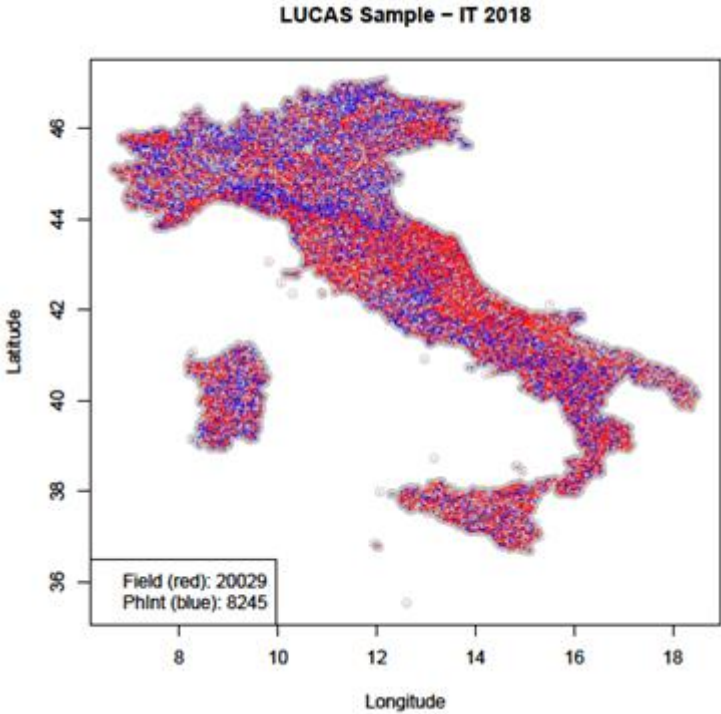 LUCAS Sample − IT 2018
Latitude
46
44
42
40
38
36
Field (red): 20029
PhInt (blue): 8245
8 10 12 14 16 18
Longitude